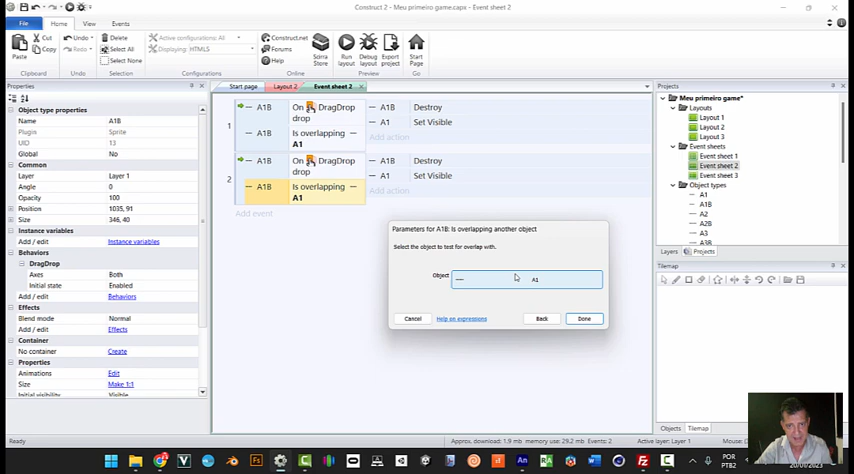 Construct 2 - Meu primeiro game.capx - Event sheet 2
File
Home
View
Events
Paste
Cut
Copy
Clipboard
Undo
Redo
Undo
Delete
Select All
Select None
Selection
Active configurations: All
Displaying: HTML5
Configurations
Construct.net
Forums
Help
Scirra Store
Online
Run layout
Debug layout
Export project
Preview
Start Page
Go
Properties
Object type properties
Name A1B
Plugin Sprite
UID 13
Global No
Common
Layer Layer 1
Angle 0
Opacity 100
Position 1035, 91
Size 346, 40
Instance variables
Add / edit Instance variables
Behaviors
DragDrop
Axes Both
Initial state Enabled
Add / edit Behaviors
Effects
Blend mode Normal
Add / edit Effects
Container
No container Create
Properties
Animations Edit
Size Make 1:1
Initial visibility Visible
Start page
Layout 2
Event sheet 2
1
A1B On DragDrop drop
A1B Is overlapping A1
A1B Destroy
A1 Set Visible
Add action
2
A1B On DragDrop drop
A1B Is overlapping A1
A1B Destroy
A1 Set Visible
Add action
Add event
Parameters for A1B: Is overlapping another object
Select the object to test for overlap with.
Object A1
Cancel
Help on expressions
Back
Done
Projects
Meu primeiro game*
Layouts
Layout 1
Layout 2
Layout 3
Event sheets
Event sheet 1
Event sheet 2
Event sheet 3
Object types
A1
A1B
A2
A2B
A3
A3B
Layers
Projects
Tilemap
Objects
Tilemap
Ready
Approx. download: 1.9 mb
memory use: 29.2 mb
Events: 2
Active layer: Layer 1
Mouse:
POR
PTB2
20/01/2023